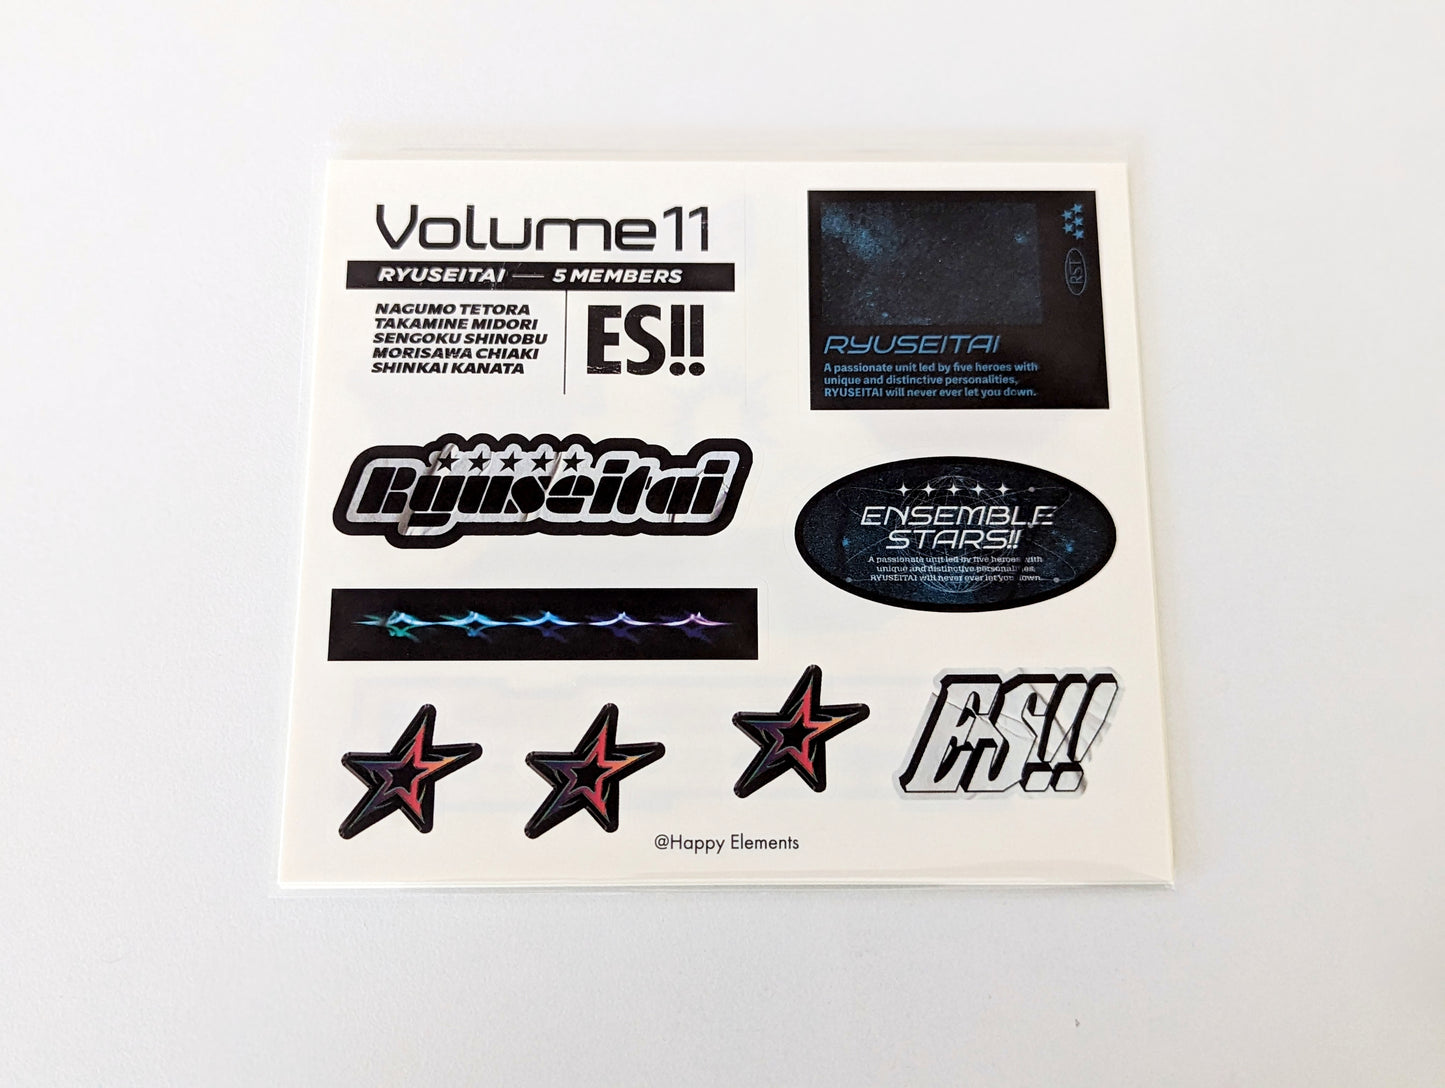 Volume11
RYUSEITAI — 5 MEMBERS
NAGUMO TETORA
TAKAMINE MIDORI
SENGOKU SHINOBU
MORISAWA CHIAKI
SHINKAI KANATA
ES!!
RST
RYUSEITAI
A passionate unit led by five heroes with
unique and distinctive personalities,
RYUSEITAI will never ever let you down.
Ryuseitai
ENSEMBLE
STARS!!
A passionate unit led by five heroes with
unique and distinctive personalities,
RYUSEITAI will never ever let you down.
ES!!
@Happy Elements